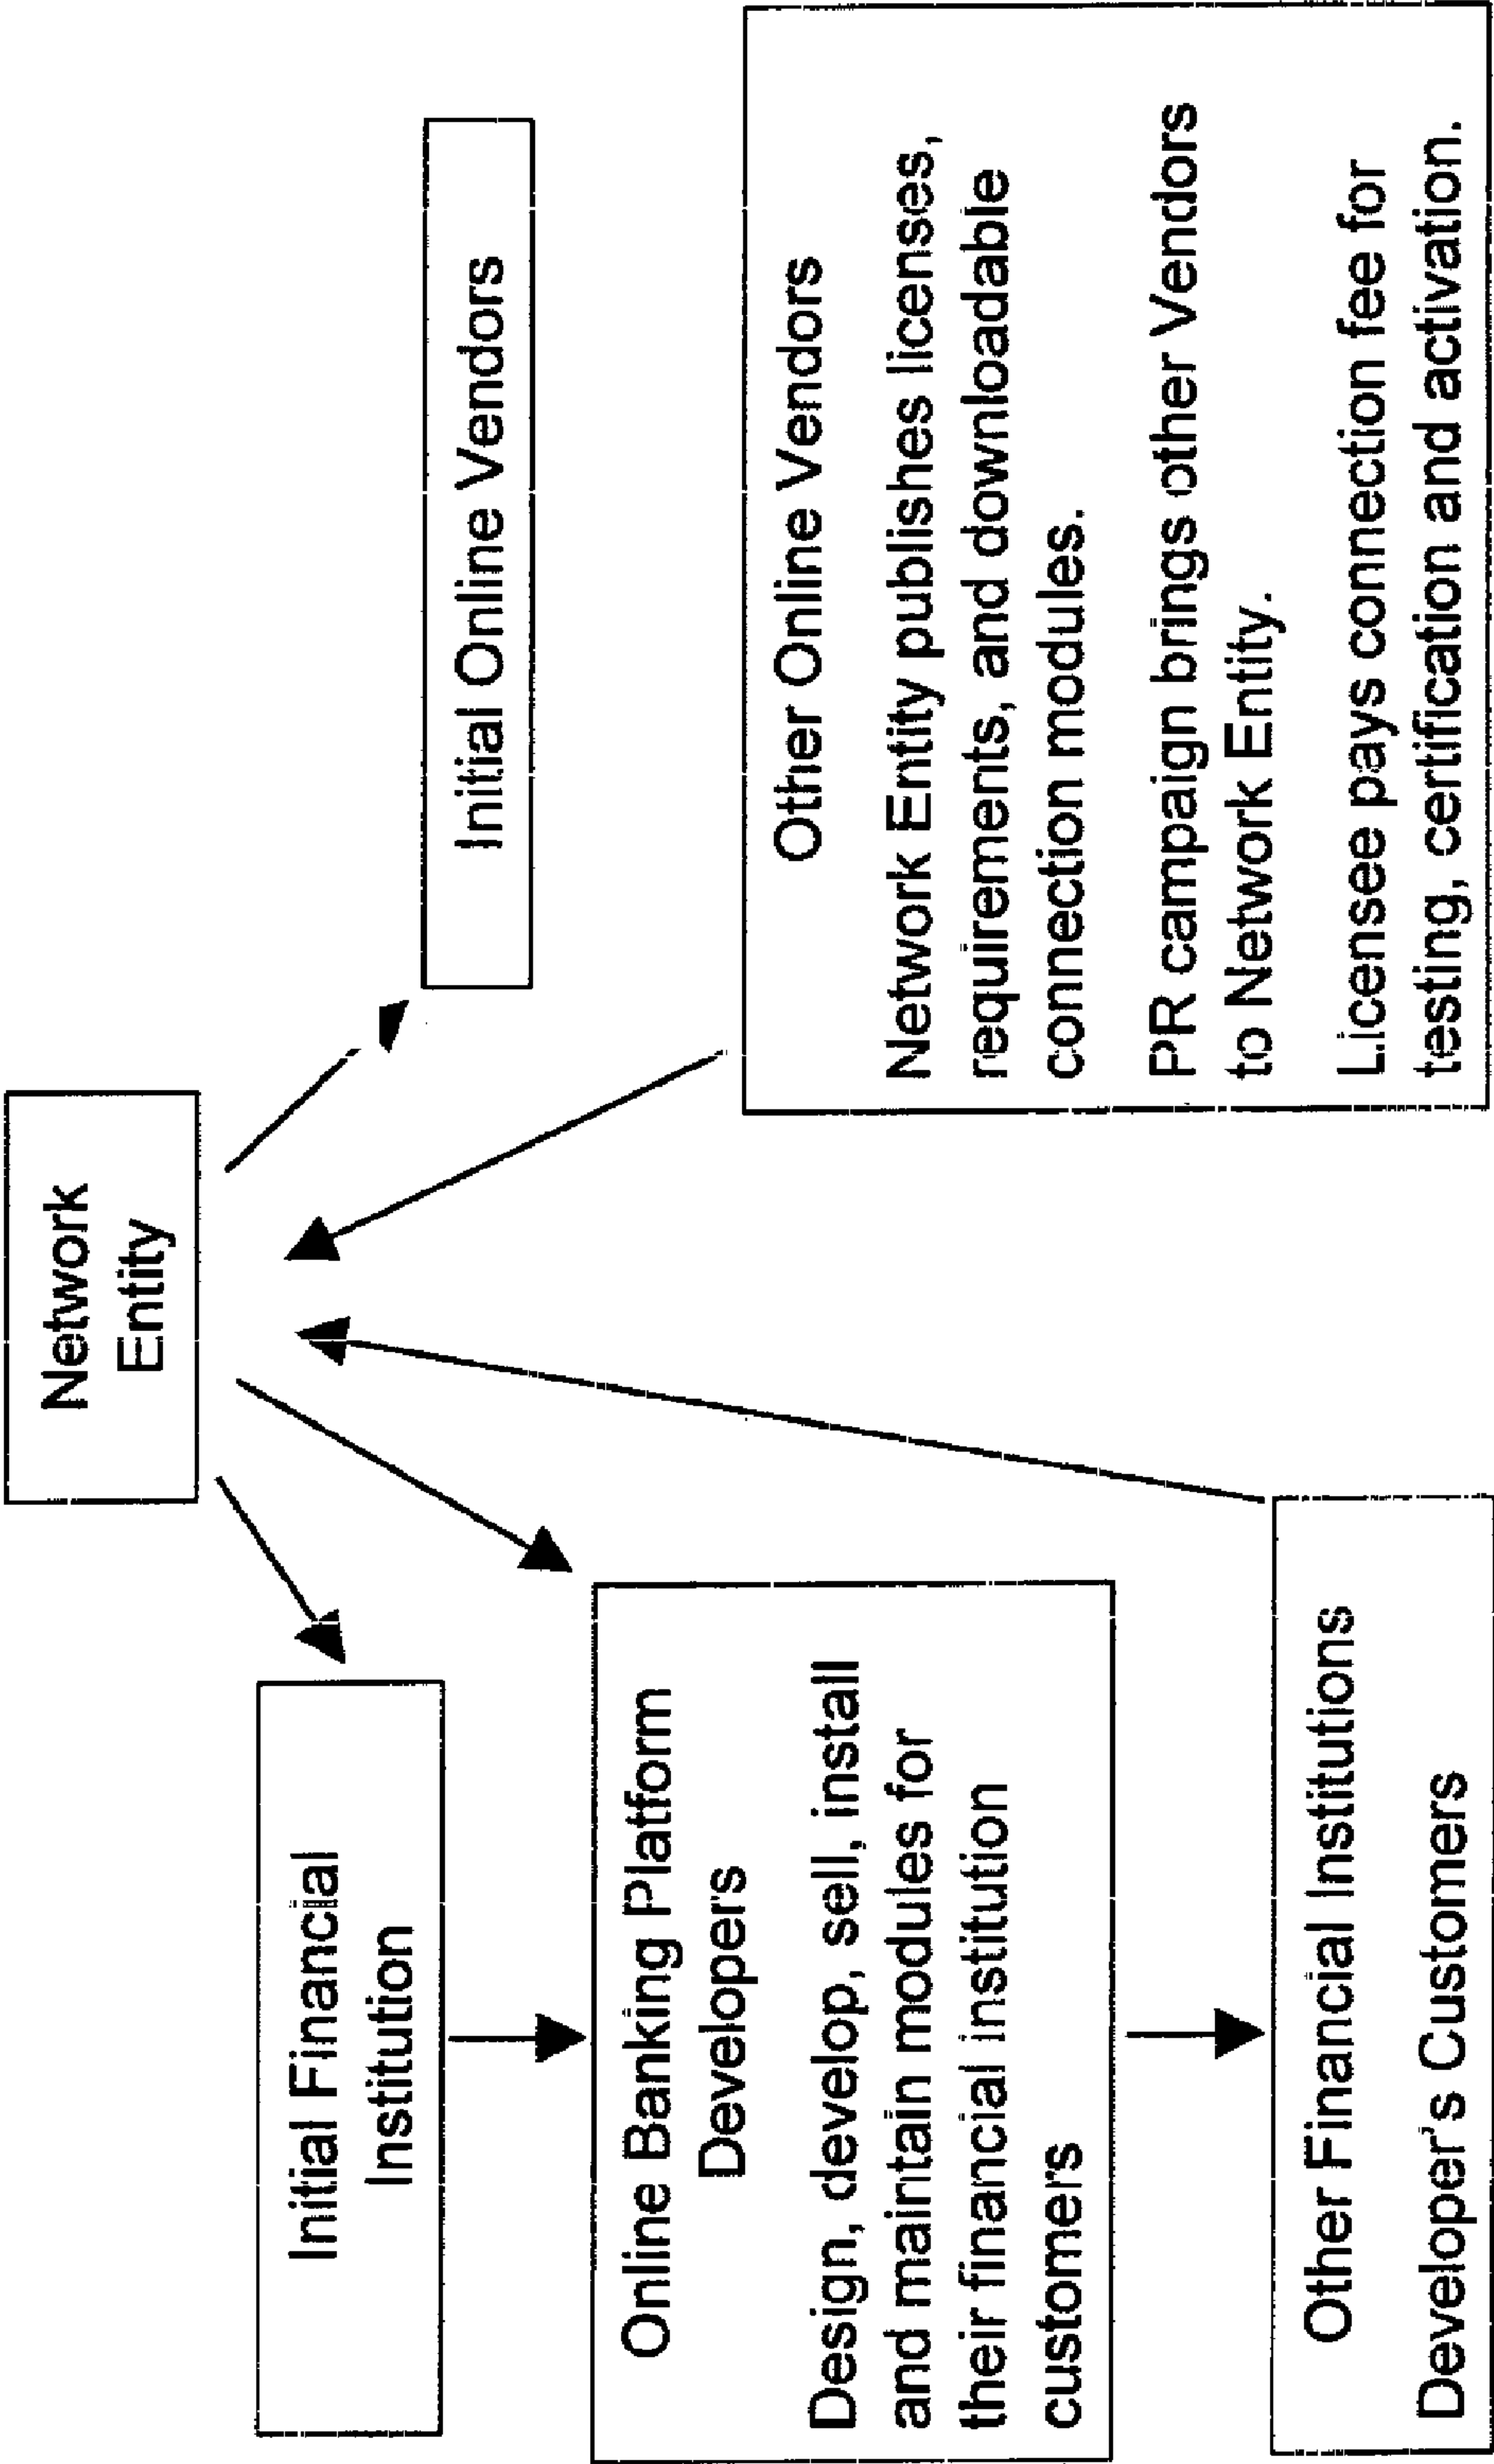 Network
Entity
Initial Financial
Institution
Initial Online Vendors
Online Banking Platform
Developers
Design, develop, sell, install
and maintain modules for
their financial institution
customers
Other Online Vendors
Network Entity publishes licenses,
requirements, and downloadable
connection modules.
PR campaign brings other Vendors
to Network Entity.
Licensee pays connection fee for
testing, certification and activation.
Other Financial Institutions
Developer's Customers